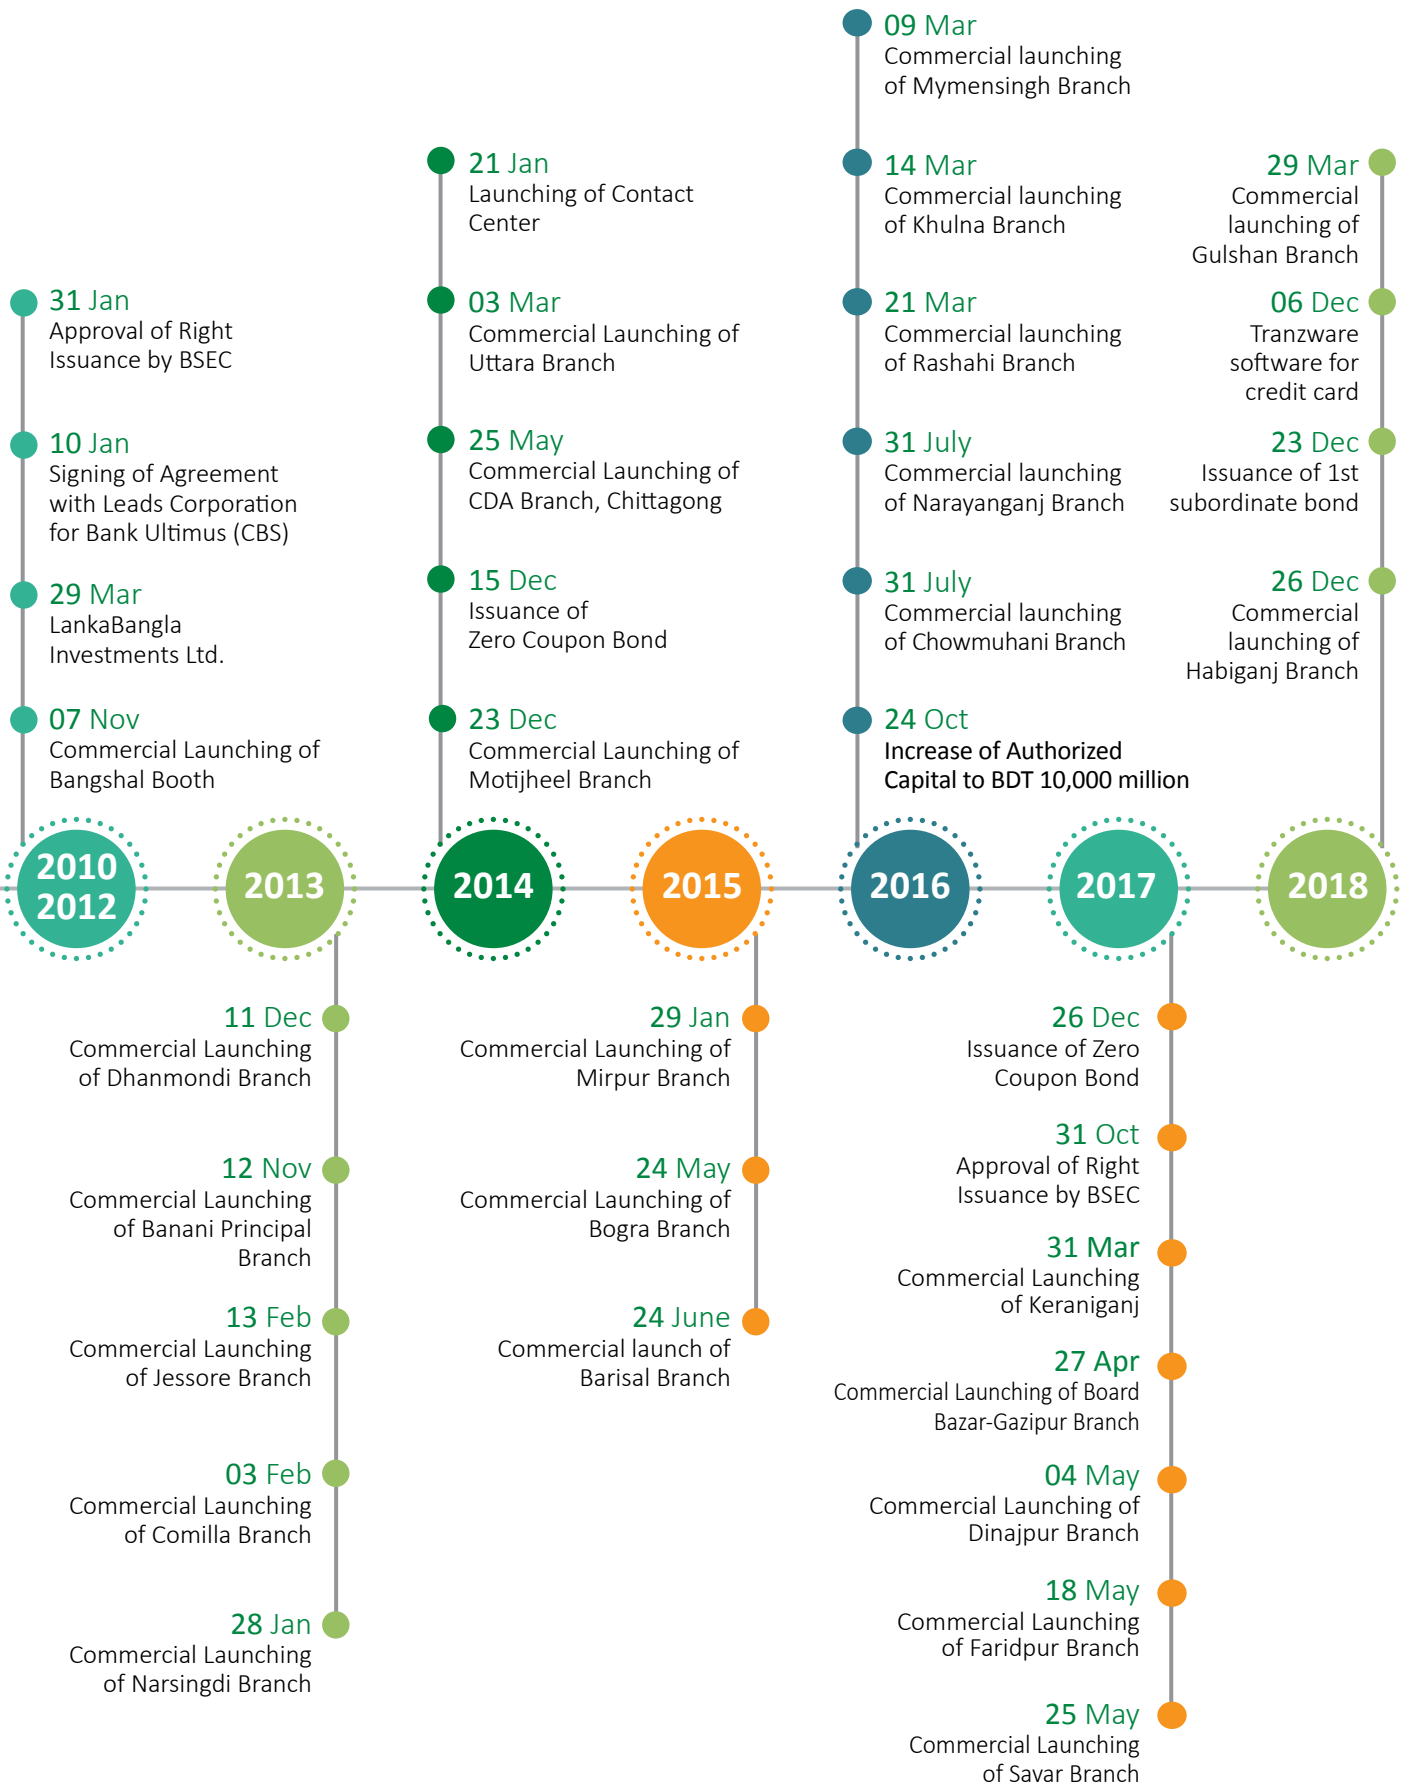 31 Jan
Approval of Right
Issuance by BSEC
10 Jan
Signing of Agreement
with Leads Corporation
for Bank Ultimus (CBS)
29 Mar
LankaBangla
Investments Ltd.
07 Nov
Commercial Launching of
Bangshal Booth
21 Jan
Launching of Contact
Center
03 Mar
Commercial Launching of
Uttara Branch
25 May
Commercial Launching of
CDA Branch, Chittagong
15 Dec
Issuance of
Zero Coupon Bond
23 Dec
Commercial Launching of
Motijheel Branch
09 Mar
Commercial launching
of Mymensingh Branch
14 Mar
Commercial launching
of Khulna Branch
21 Mar
Commercial launching
of Rashahi Branch
31 July
Commercial launching
of Narayanganj Branch
31 July
Commercial launching
of Chowmuhani Branch
24 Oct
Increase of Authorized
Capital to BDT 10,000 million
29 Mar
Commercial
launching of
Gulshan Branch
06 Dec
Tranzware
software for
credit card
23 Dec
Issuance of 1st
subordinate bond
26 Dec
Commercial
launching of
Habiganj Branch
2010
2012
2013
2014
2015
2016
2017
2018
11 Dec
Commercial Launching
of Dhanmondi Branch
12 Nov
Commercial Launching
of Banani Principal
Branch
13 Feb
Commercial Launching
of Jessore Branch
03 Feb
Commercial Launching
of Comilla Branch
28 Jan
Commercial Launching
of Narsingdi Branch
29 Jan
Commercial Launching of
Mirpur Branch
24 May
Commercial Launching of
Bogra Branch
24 June
Commercial launch of
Barisal Branch
26 Dec
Issuance of Zero
Coupon Bond
31 Oct
Approval of Right
Issuance by BSEC
31 Mar
Commercial Launching
of Keraniganj
27 Apr
Commercial Launching of Board
Bazar-Gazipur Branch
04 May
Commercial Launching of
Dinajpur Branch
18 May
Commercial Launching
of Faridpur Branch
25 May
Commercial Launching
of Savar Branch